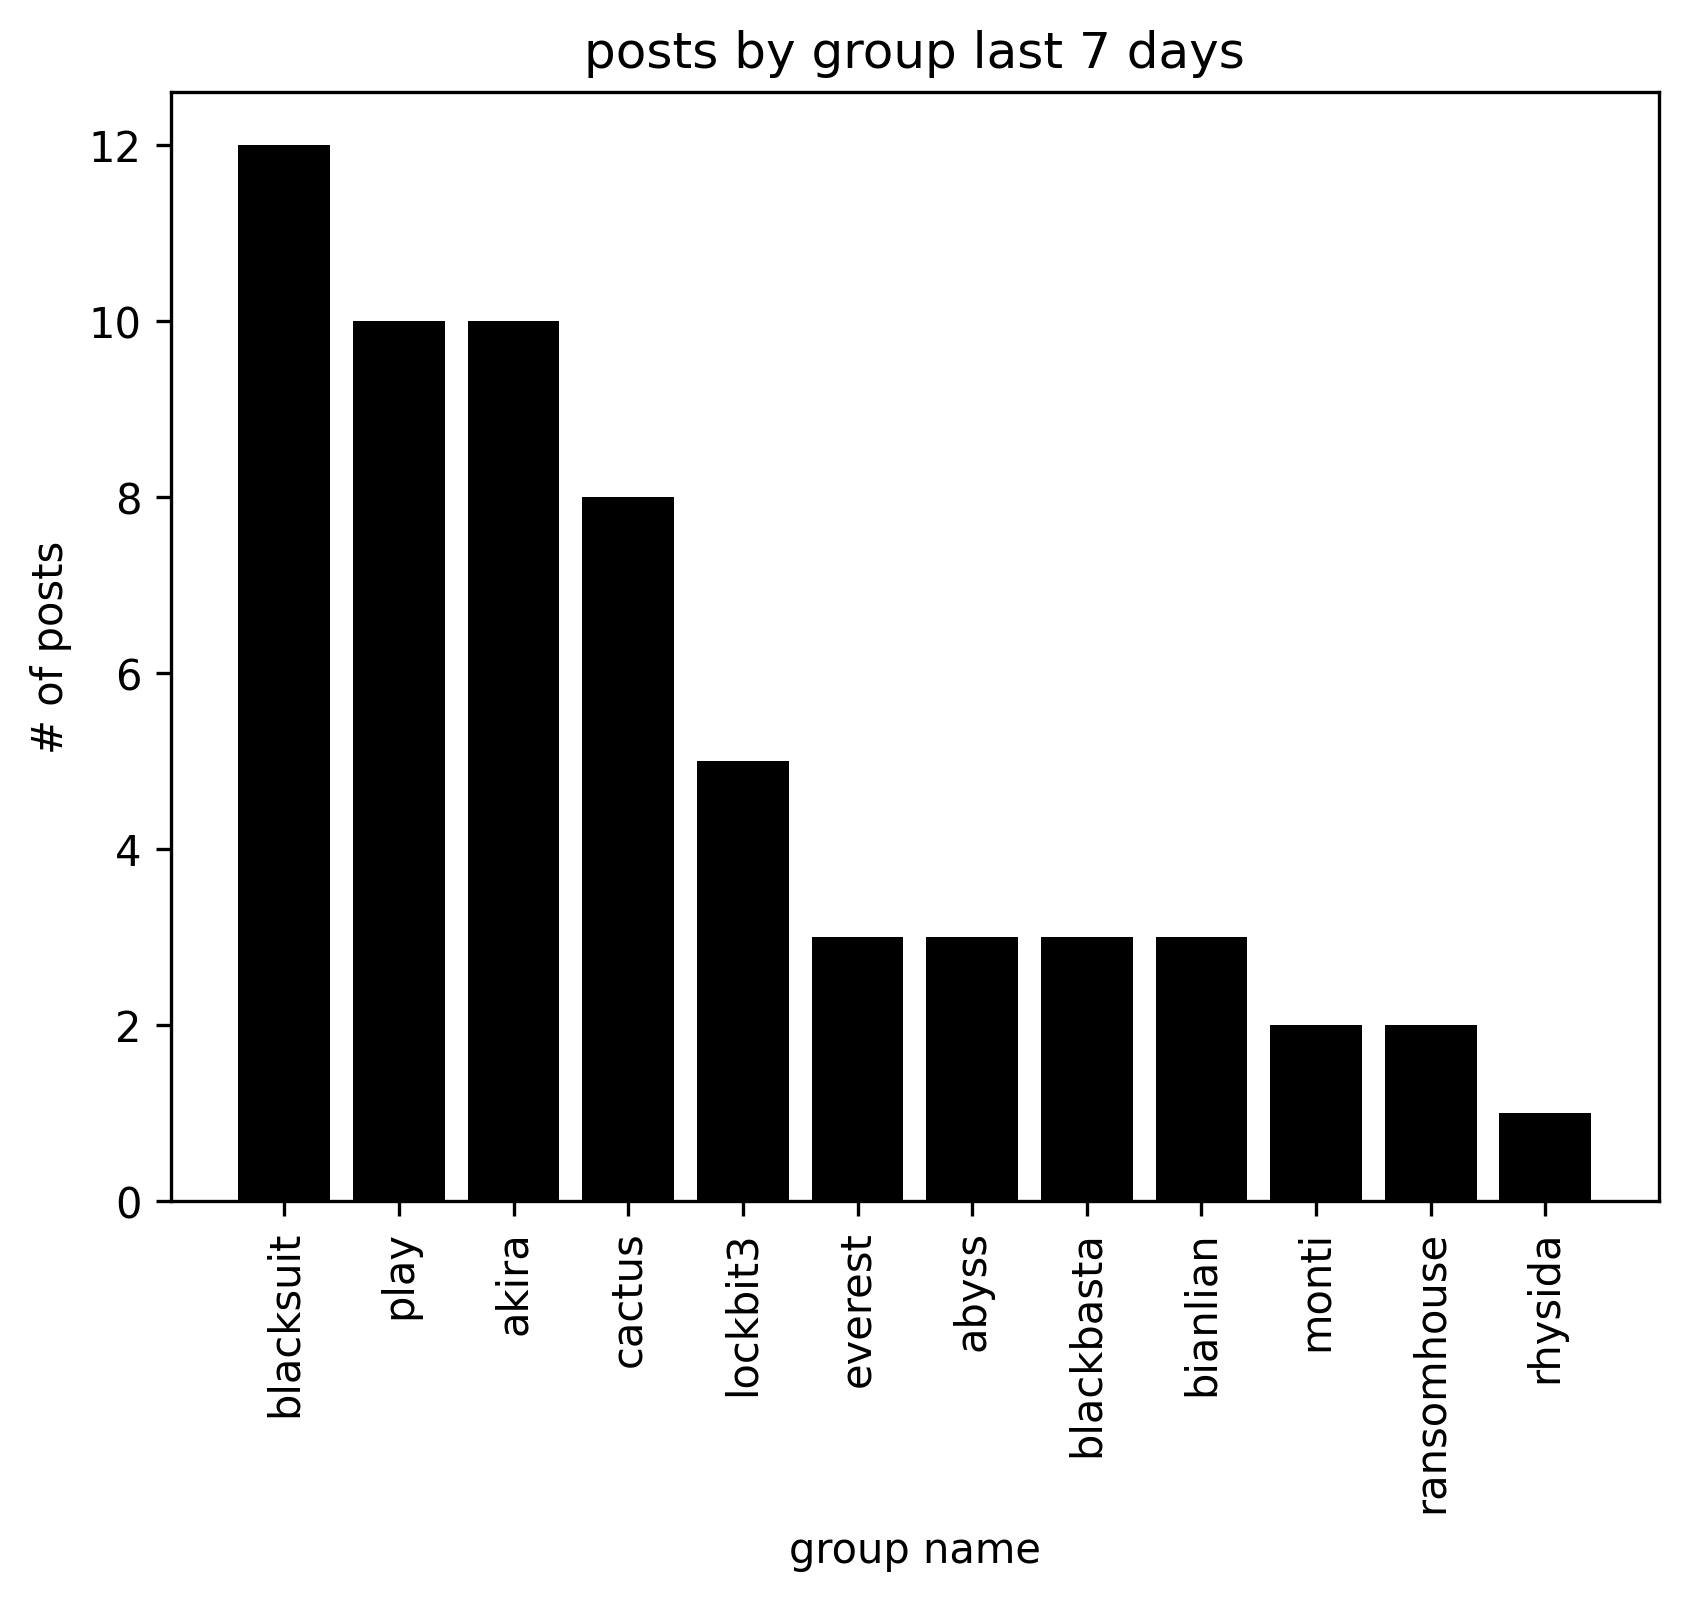 posts by group last 7 days
# of posts
12
10
8
6
4
2
0
blacksuit
play
akira
cactus
lockbit3
everest
abyss
blackbasta
bianlian
monti
ransomhouse
rhysida
group name